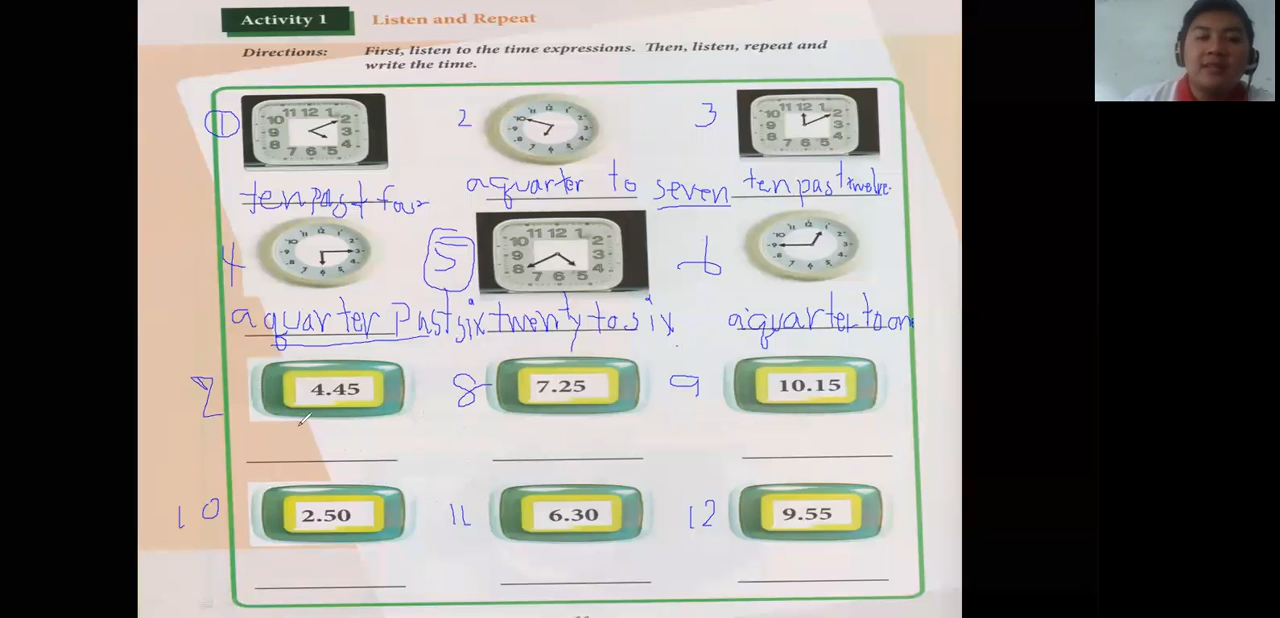 Activity 1 Listen and Repeat
Directions: First, listen to the time expressions. Then, listen, repeat and
write the time.
1 2 3
ten past four a quarter to seven ten past twelve.
4 5 6
a quarter past six twenty to six. a quarter to one
7 4.45 8 7.25 9 10.15
10 2.50 11 6.30 12 9.55